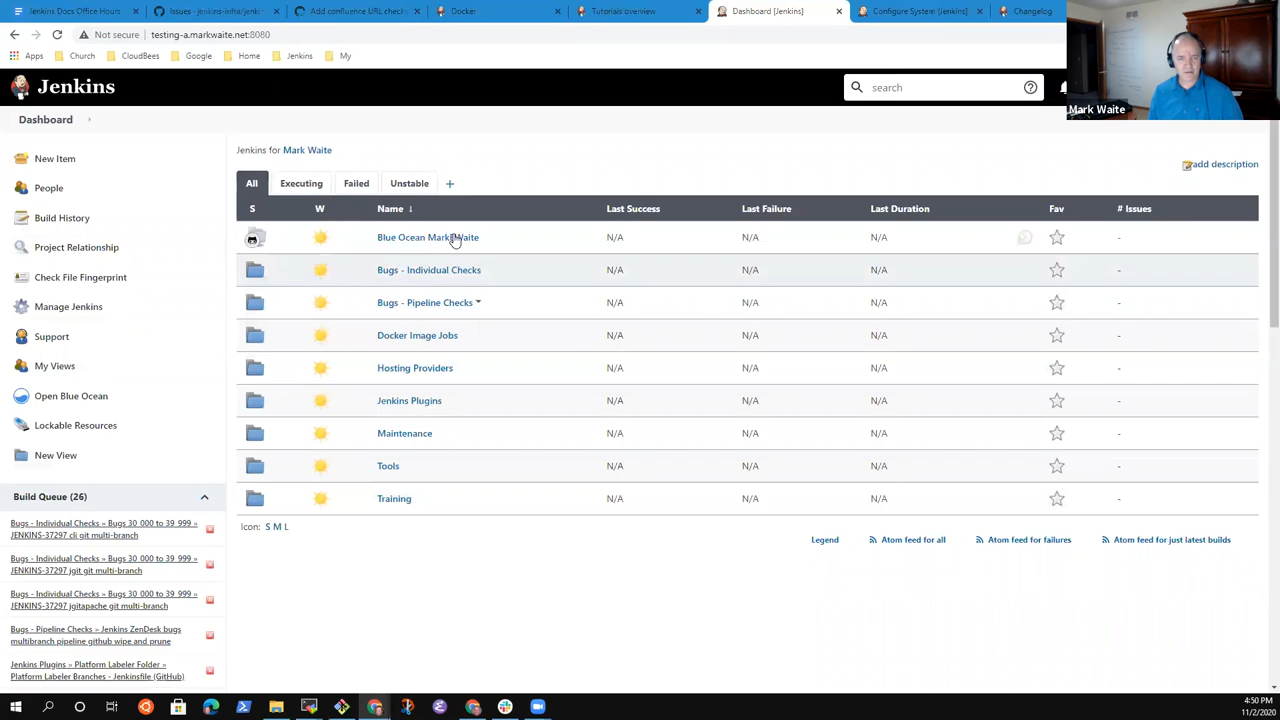 Jenkins Docs Office Hours
Issues · jenkins-infra/jenkin
Add confluence URL check
Docker
Tutorials overview
Dashboard [Jenkins]
Configure System [Jenkins]
Changelog
Not secure
testing-a.markwaite.net:8080
Apps
Church
CloudBees
Google
Home
Jenkins
My
Mark Waite
Jenkins
search
Dashboard
New Item
People
Build History
Project Relationship
Check File Fingerprint
Manage Jenkins
Support
My Views
Open Blue Ocean
Lockable Resources
New View
Build Queue (26)
Bugs - Individual Checks » Bugs 30 000 to 39 999 »
JENKINS-37297 cli git multi-branch
Bugs - Individual Checks » Bugs 30 000 to 39 999 »
JENKINS-37297 jgit git multi-branch
Bugs - Individual Checks » Bugs 30 000 to 39 999 »
JENKINS-37297 jgitapache git multi-branch
Bugs - Pipeline Checks » Jenkins ZenDesk bugs
multibranch pipeline github wipe and prune
Jenkins Plugins » Platform Labeler Folder »
Platform Labeler Branches - Jenkinsfile (GitHub)
Jenkins for Mark Waite
add description
All Executing Failed Unstable +
S W Name ↓ Last Success Last Failure Last Duration Fav # Issues
Blue Ocean Mark Waite N/A N/A N/A -
Bugs - Individual Checks N/A N/A N/A -
Bugs - Pipeline Checks N/A N/A N/A -
Docker Image Jobs N/A N/A N/A -
Hosting Providers N/A N/A N/A -
Jenkins Plugins N/A N/A N/A -
Maintenance N/A N/A N/A -
Tools N/A N/A N/A -
Training N/A N/A N/A -
Icon: S M L
Legend Atom feed for all Atom feed for failures Atom feed for just latest builds
4:50 PM
11/2/2020